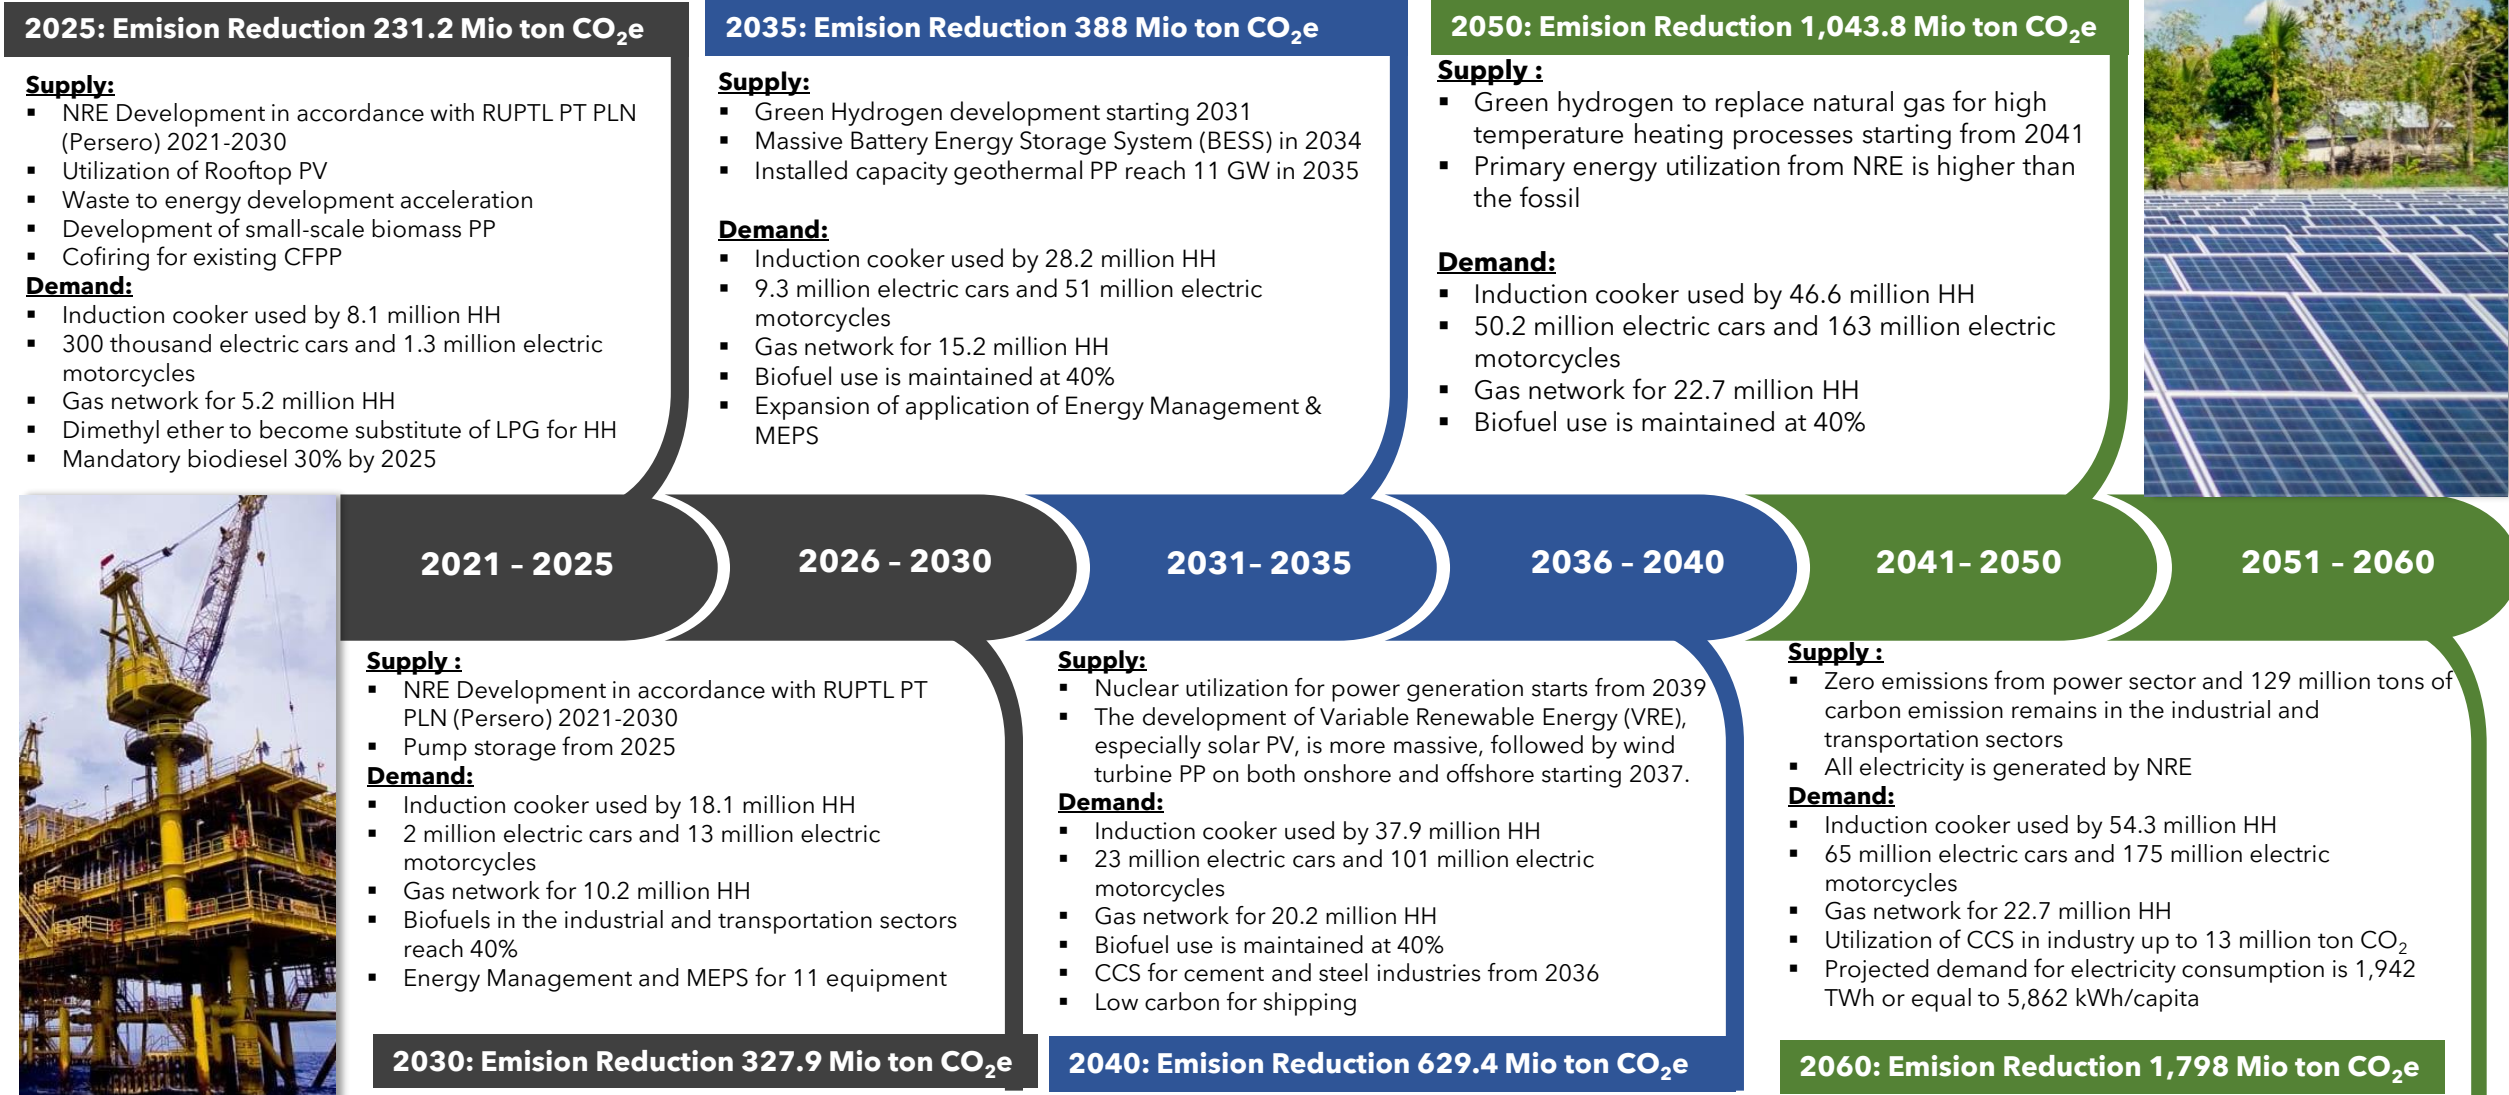 2025: Emision Reduction 231.2 Mio ton CO₂e
Supply:
▪ NRE Development in accordance with RUPTL PT PLN
(Persero) 2021-2030
▪ Utilization of Rooftop PV
▪ Waste to energy development acceleration
▪ Development of small-scale biomass PP
▪ Cofiring for existing CFPP
Demand:
▪ Induction cooker used by 8.1 million HH
▪ 300 thousand electric cars and 1.3 million electric
motorcycles
▪ Gas network for 5.2 million HH
▪ Dimethyl ether to become substitute of LPG for HH
▪ Mandatory biodiesel 30% by 2025
2035: Emision Reduction 388 Mio ton CO₂e
Supply:
▪ Green Hydrogen development starting 2031
▪ Massive Battery Energy Storage System (BESS) in 2034
▪ Installed capacity geothermal PP reach 11 GW in 2035
Demand:
▪ Induction cooker used by 28.2 million HH
▪ 9.3 million electric cars and 51 million electric
motorcycles
▪ Gas network for 15.2 million HH
▪ Biofuel use is maintained at 40%
▪ Expansion of application of Energy Management &
MEPS
2050: Emision Reduction 1,043.8 Mio ton CO₂e
Supply :
▪ Green hydrogen to replace natural gas for high
temperature heating processes starting from 2041
▪ Primary energy utilization from NRE is higher than
the fossil
Demand:
▪ Induction cooker used by 46.6 million HH
▪ 50.2 million electric cars and 163 million electric
motorcycles
▪ Gas network for 22.7 million HH
▪ Biofuel use is maintained at 40%
2021 – 2025
2026 – 2030
2031– 2035
2036 – 2040
2041– 2050
2051 – 2060
Supply :
▪ NRE Development in accordance with RUPTL PT
PLN (Persero) 2021-2030
▪ Pump storage from 2025
Demand:
▪ Induction cooker used by 18.1 million HH
▪ 2 million electric cars and 13 million electric
motorcycles
▪ Gas network for 10.2 million HH
▪ Biofuels in the industrial and transportation sectors
reach 40%
▪ Energy Management and MEPS for 11 equipment
2030: Emision Reduction 327.9 Mio ton CO₂e
Supply:
▪ Nuclear utilization for power generation starts from 2039
▪ The development of Variable Renewable Energy (VRE),
especially solar PV, is more massive, followed by wind
turbine PP on both onshore and offshore starting 2037.
Demand:
▪ Induction cooker used by 37.9 million HH
▪ 23 million electric cars and 101 million electric
motorcycles
▪ Gas network for 20.2 million HH
▪ Biofuel use is maintained at 40%
▪ CCS for cement and steel industries from 2036
▪ Low carbon for shipping
2040: Emision Reduction 629.4 Mio ton CO₂e
Supply :
▪ Zero emissions from power sector and 129 million tons of
carbon emission remains in the industrial and
transportation sectors
▪ All electricity is generated by NRE
Demand:
▪ Induction cooker used by 54.3 million HH
▪ 65 million electric cars and 175 million electric
motorcycles
▪ Gas network for 22.7 million HH
▪ Utilization of CCS in industry up to 13 million ton CO₂
▪ Projected demand for electricity consumption is 1,942
TWh or equal to 5,862 kWh/capita
2060: Emision Reduction 1,798 Mio ton CO₂e